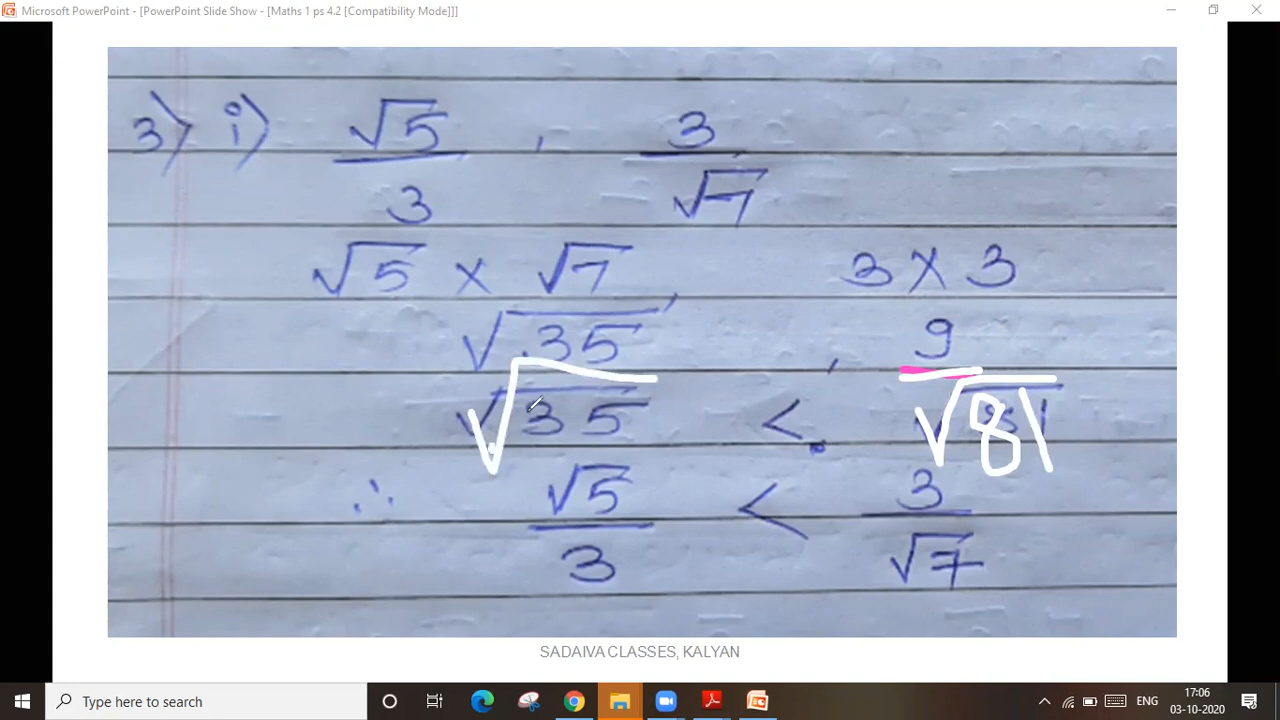 Microsoft PowerPoint - [PowerPoint Slide Show - [Maths 1 ps 4.2 [Compatibility Mode]]]
3) i) √5/3 , 3/√7
√5 × √7 , 3 × 3
√35 , 9
√35 < √81
∴ √5/3 < 3/√7
SADAIVA CLASSES, KALYAN
Type here to search
ENG
17:06
03-10-2020